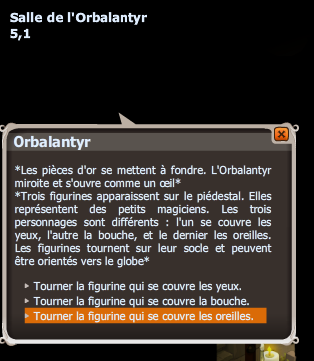 Salle de l'Orbalantyr
5,1
Orbalantyr
*Les pièces d'or se mettent à fondre. L'Orbalantyr
miroite et s'ouvre comme un œil*
*Trois figurines apparaissent sur le piédestal. Elles
représentent des petits magiciens. Les trois
personnages sont différents : l'un se couvre les
yeux, l'autre la bouche, et le dernier les oreilles.
Les figurines tournent sur leur socle et peuvent
être orientés vers le globe*
Tourner la figurine qui se couvre les yeux.
Tourner la figurine qui se couvre la bouche.
Tourner la figurine qui se couvre les oreilles.